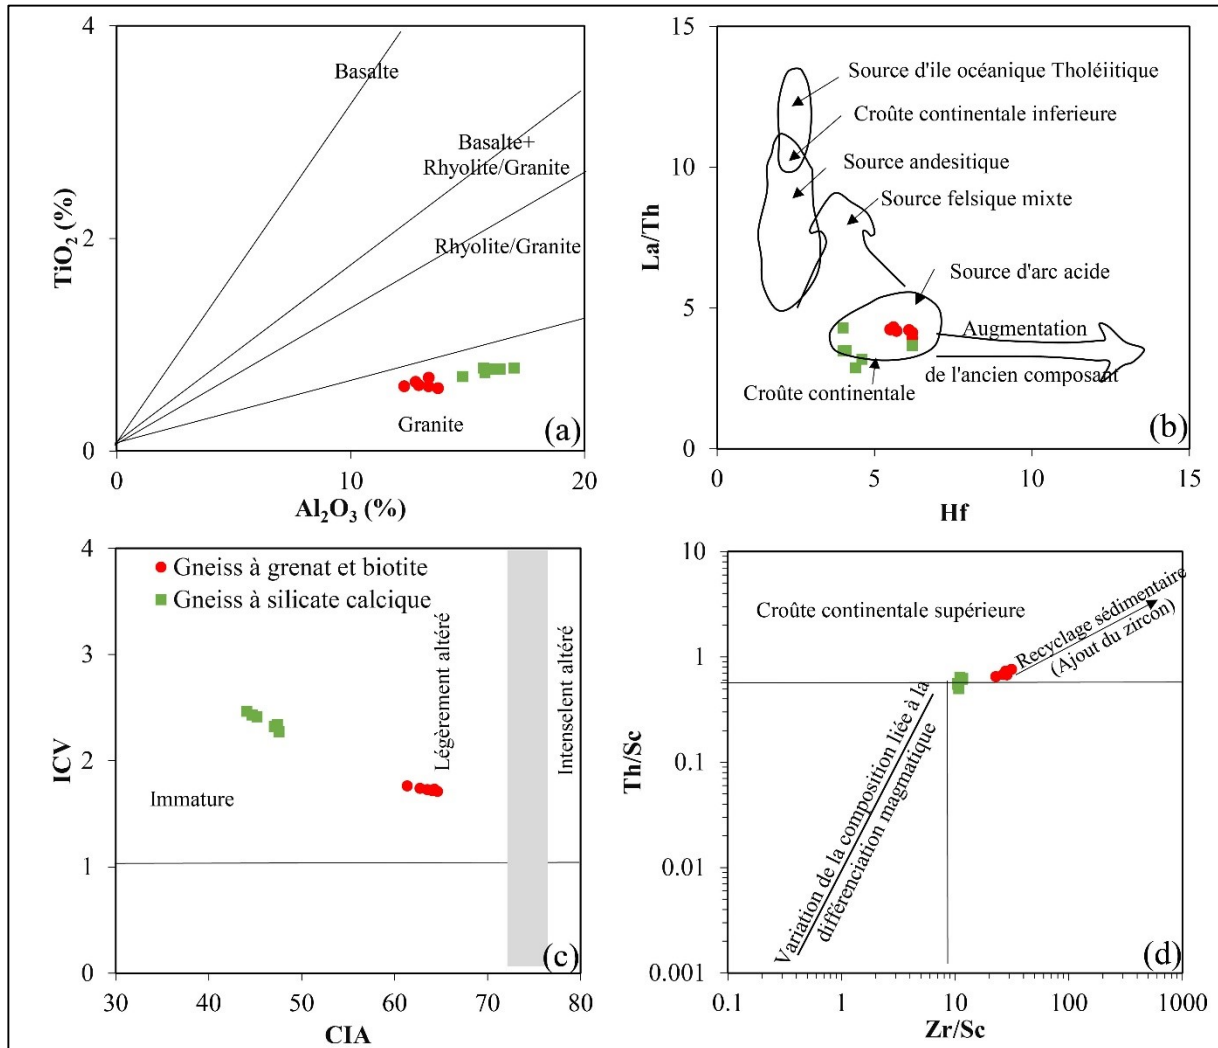 4
Basalte
Basalte+
Rhyolite/Granite
TiO₂ (%)
2
Rhyolite/Granite
Granite
(a)
0
0
10
20
Al₂O₃ (%)
15
Source d'ile océanique Tholéiitique
Croûte continentale inferieure
10
Source andesitique
Source felsique mixte
La/Th
Source d'arc acide
5
Augmentation
de l'ancien composant
Croûte continentale
(b)
0
0
5
10
15
Hf
4
Gneiss à grenat et biotite
Gneiss à silicate calcique
3
Légèrement altéré
Intenselent altéré
ICV
2
Immature
1
(c)
0
30
40
50
60
70
80
CIA
10
Croûte continentale supérieure
Recyclage sédimentaire
(Ajout du zircon)
1
Th/Sc
0.1
Variation de la composition liée à la
différenciation magmatique
0.01
(d)
0.001
0.1
1
10
100
1000
Zr/Sc